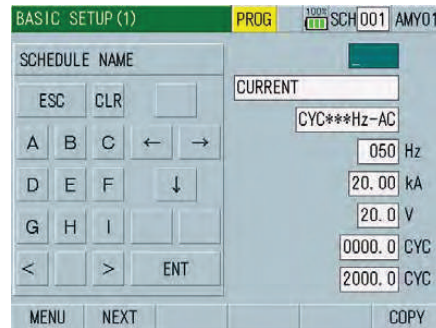 BASIC SETUP(1) PROG 100% SCH 001 AMY01
SCHEDULE NAME _
ESC CLR CURRENT
CYC***Hz-AC
A B C ← → 050 Hz
D E F ↓ 20.00 kA
G H I 20.0 V
0000.0 CYC
< > ENT 2000.0 CYC
MENU NEXT COPY